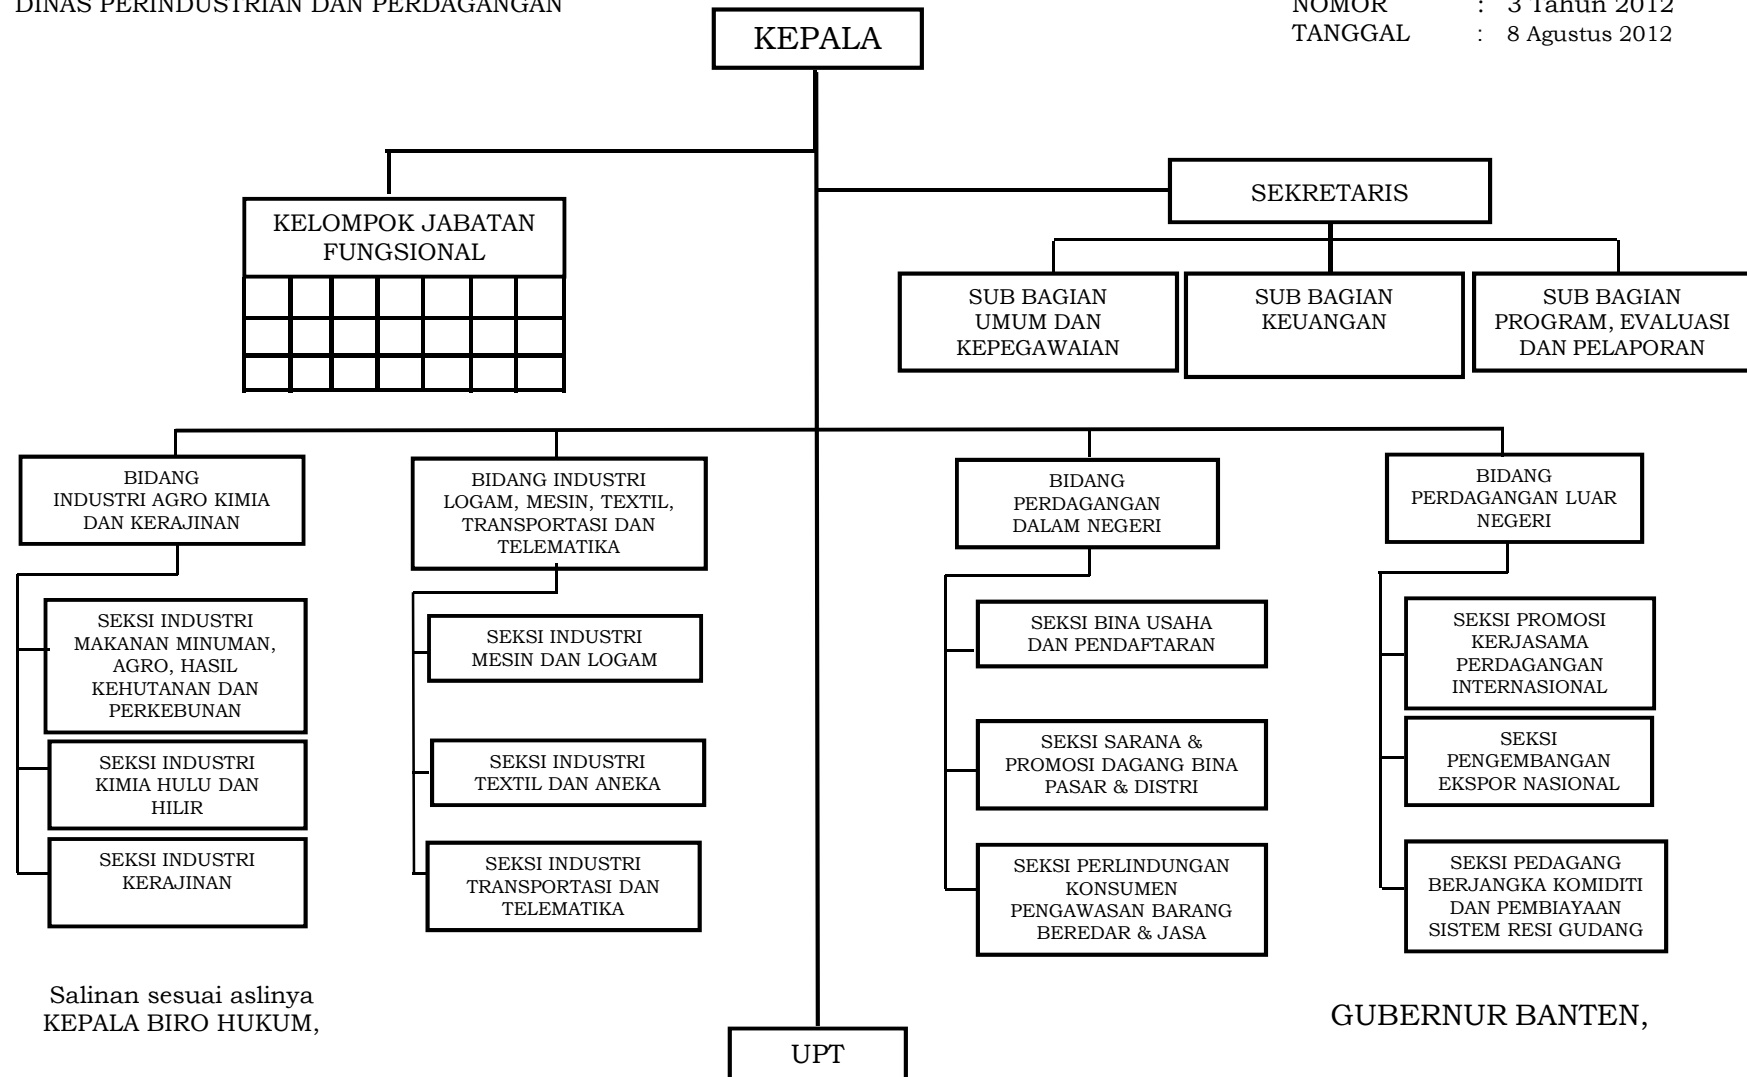 DINAS PERINDUSTRIAN DAN PERDAGANGAN
NOMOR : 3 Tahun 2012
TANGGAL : 8 Agustus 2012
KEPALA
SEKRETARIS
KELOMPOK JABATAN
FUNGSIONAL
SUB BAGIAN
UMUM DAN
KEPEGAWAIAN
SUB BAGIAN
KEUANGAN
SUB BAGIAN
PROGRAM, EVALUASI
DAN PELAPORAN
BIDANG
INDUSTRI AGRO KIMIA
DAN KERAJINAN
BIDANG INDUSTRI
LOGAM, MESIN, TEXTIL,
TRANSPORTASI DAN
TELEMATIKA
BIDANG
PERDAGANGAN
DALAM NEGERI
BIDANG
PERDAGANGAN LUAR
NEGERI
SEKSI INDUSTRI
MAKANAN MINUMAN,
AGRO, HASIL
KEHUTANAN DAN
PERKEBUNAN
SEKSI INDUSTRI
KIMIA HULU DAN
HILIR
SEKSI INDUSTRI
KERAJINAN
SEKSI INDUSTRI
MESIN DAN LOGAM
SEKSI INDUSTRI
TEXTIL DAN ANEKA
SEKSI INDUSTRI
TRANSPORTASI DAN
TELEMATIKA
SEKSI BINA USAHA
DAN PENDAFTARAN
SEKSI SARANA &
PROMOSI DAGANG BINA
PASAR & DISTRI
SEKSI PERLINDUNGAN
KONSUMEN
PENGAWASAN BARANG
BEREDAR & JASA
SEKSI PROMOSI
KERJASAMA
PERDAGANGAN
INTERNASIONAL
SEKSI
PENGEMBANGAN
EKSPOR NASIONAL
SEKSI PEDAGANG
BERJANGKA KOMIDITI
DAN PEMBIAYAAN
SISTEM RESI GUDANG
Salinan sesuai aslinya
KEPALA BIRO HUKUM,
GUBERNUR BANTEN,
UPT